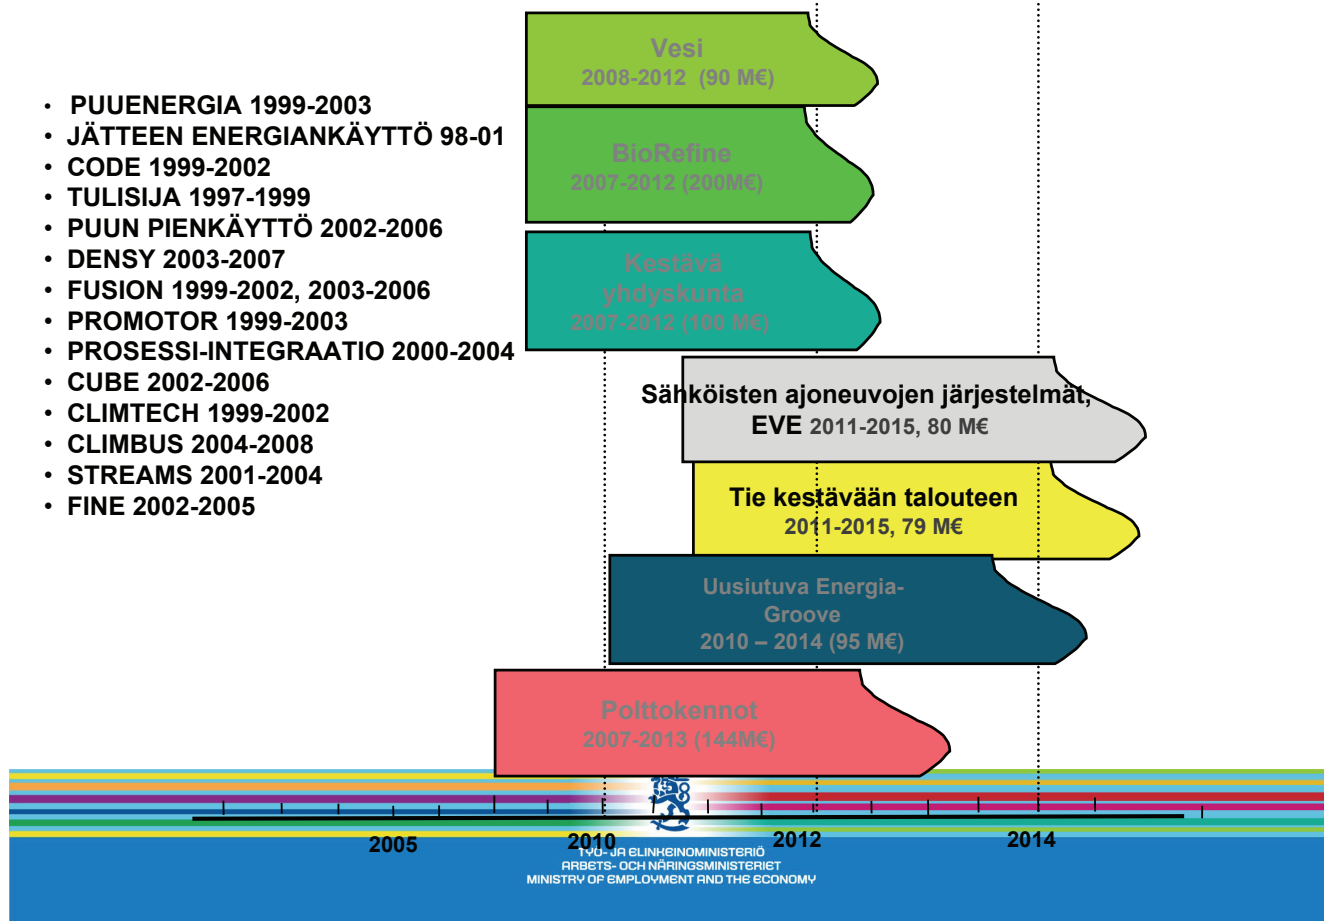 • PUUENERGIA 1999-2003
• JÄTTEEN ENERGIANKÄYTTÖ 98-01
• CODE 1999-2002
• TULISIJA 1997-1999
• PUUN PIENKÄYTTÖ 2002-2006
• DENSY 2003-2007
• FUSION 1999-2002, 2003-2006
• PROMOTOR 1999-2003
• PROSESSI-INTEGRAATIO 2000-2004
• CUBE 2002-2006
• CLIMTECH 1999-2002
• CLIMBUS 2004-2008
• STREAMS 2001-2004
• FINE 2002-2005
Vesi
2008-2012 (90 M€)
BioRefine
2007-2012 (200M€)
Kestävä
yhdyskunta
2007-2012 (100 M€)
Sähköisten ajoneuvojen järjestelmät,
EVE 2011-2015, 80 M€
Tie kestävään talouteen
2011-2015, 79 M€
Uusiutuva Energia-
Groove
2010 – 2014 (95 M€)
Polttokennot
2007-2013 (144M€)
2005 2010 2012 2014
TYÖ- JA ELINKEINOMINISTERIÖ
ARBETS- OCH NÄRINGSMINISTERIET
MINISTRY OF EMPLOYMENT AND THE ECONOMY